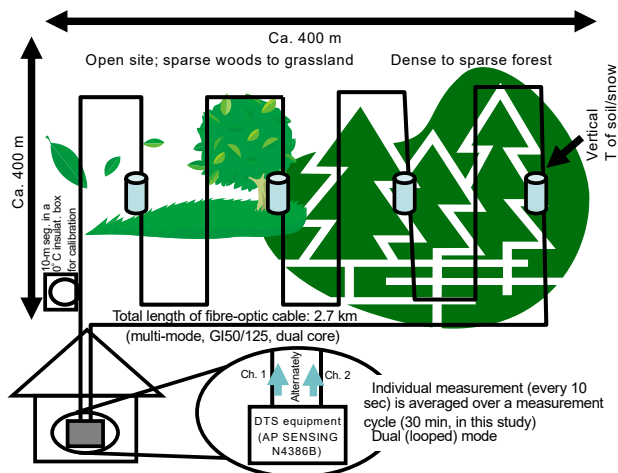 Ca. 400 m
Open site; sparse woods to grassland
Dense to sparse forest
Ca. 400 m
Vertical
T of soil/snow
10-m seg. in a
0°C insulat. box
for calibration
Total length of fibre-optic cable: 2.7 km
(multi-mode, GI50/125, dual core)
Ch. 1
Alternately
Ch. 2
DTS equipment
(AP SENSING
N4386B)
Individual measurement (every 10
sec) is averaged over a measurement
cycle (30 min, in this study)
Dual (looped) mode